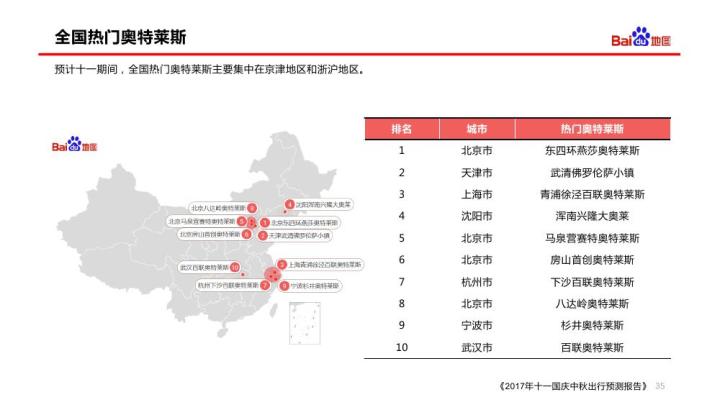 全国热门奥特莱斯
Bai du 地图
预计十一期间，全国热门奥特莱斯主要集中在京津地区和浙沪地区。
Bai du 地图
北京八达岭奥特莱斯 8
4 沈阳浑南兴隆大奥莱
北京马泉营赛特奥特莱斯 5
1 北京东四环燕莎奥特莱斯
北京房山首创奥特莱斯 6
2 天津武清佛罗伦萨小镇
武汉百联奥特莱斯 10
3 上海青浦徐泾百联奥特莱斯
杭州下沙百联奥特莱斯 7
9 宁波杉井奥特莱斯
排名 城市 热门奥特莱斯
1 北京市 东四环燕莎奥特莱斯
2 天津市 武清佛罗伦萨小镇
3 上海市 青浦徐泾百联奥特莱斯
4 沈阳市 浑南兴隆大奥莱
5 北京市 马泉营赛特奥特莱斯
6 北京市 房山首创奥特莱斯
7 杭州市 下沙百联奥特莱斯
8 北京市 八达岭奥特莱斯
9 宁波市 杉井奥特莱斯
10 武汉市 百联奥特莱斯
《2017年十一国庆中秋出行预测报告》 35